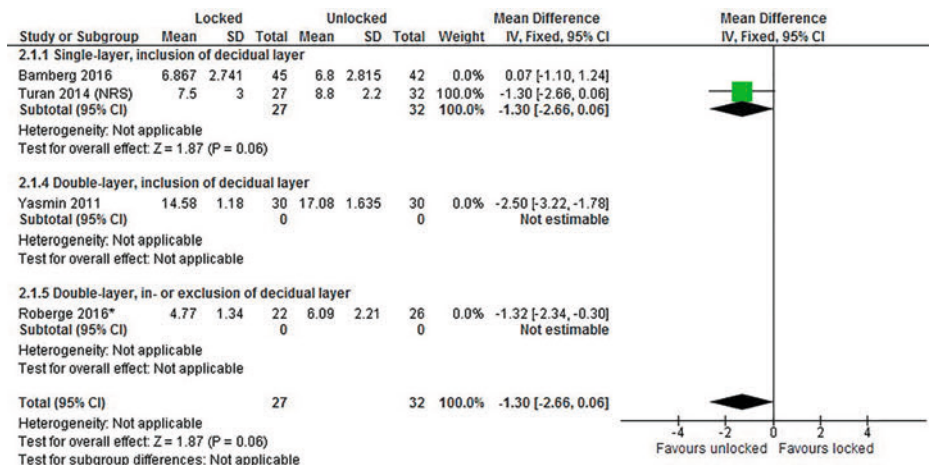 Locked Unlocked Mean Difference Mean Difference
Study or Subgroup Mean SD Total Mean SD Total Weight IV, Fixed, 95% CI IV, Fixed, 95% CI
2.1.1 Single-layer, inclusion of decidual layer
Bamberg 2016 6.867 2.741 45 6.8 2.815 42 0.0% 0.07 [-1.10, 1.24]
Turan 2014 (NRS) 7.5 3 27 8.8 2.2 32 100.0% -1.30 [-2.66, 0.06]
Subtotal (95% CI) 27 32 100.0% -1.30 [-2.66, 0.06]
Heterogeneity: Not applicable
Test for overall effect: Z = 1.87 (P = 0.06)
2.1.4 Double-layer, inclusion of decidual layer
Yasmin 2011 14.58 1.18 30 17.08 1.635 30 0.0% -2.50 [-3.22, -1.78]
Subtotal (95% CI) 0 0 Not estimable
Heterogeneity: Not applicable
Test for overall effect: Not applicable
2.1.5 Double-layer, in- or exclusion of decidual layer
Roberge 2016* 4.77 1.34 22 6.09 2.21 26 0.0% -1.32 [-2.34, -0.30]
Subtotal (95% CI) 0 0 Not estimable
Heterogeneity: Not applicable
Test for overall effect: Not applicable
Total (95% CI) 27 32 100.0% -1.30 [-2.66, 0.06]
Heterogeneity: Not applicable
Test for overall effect: Z = 1.87 (P = 0.06)
Test for subgroup differences: Not applicable
-4 -2 0 2 4
Favours unlocked Favours locked